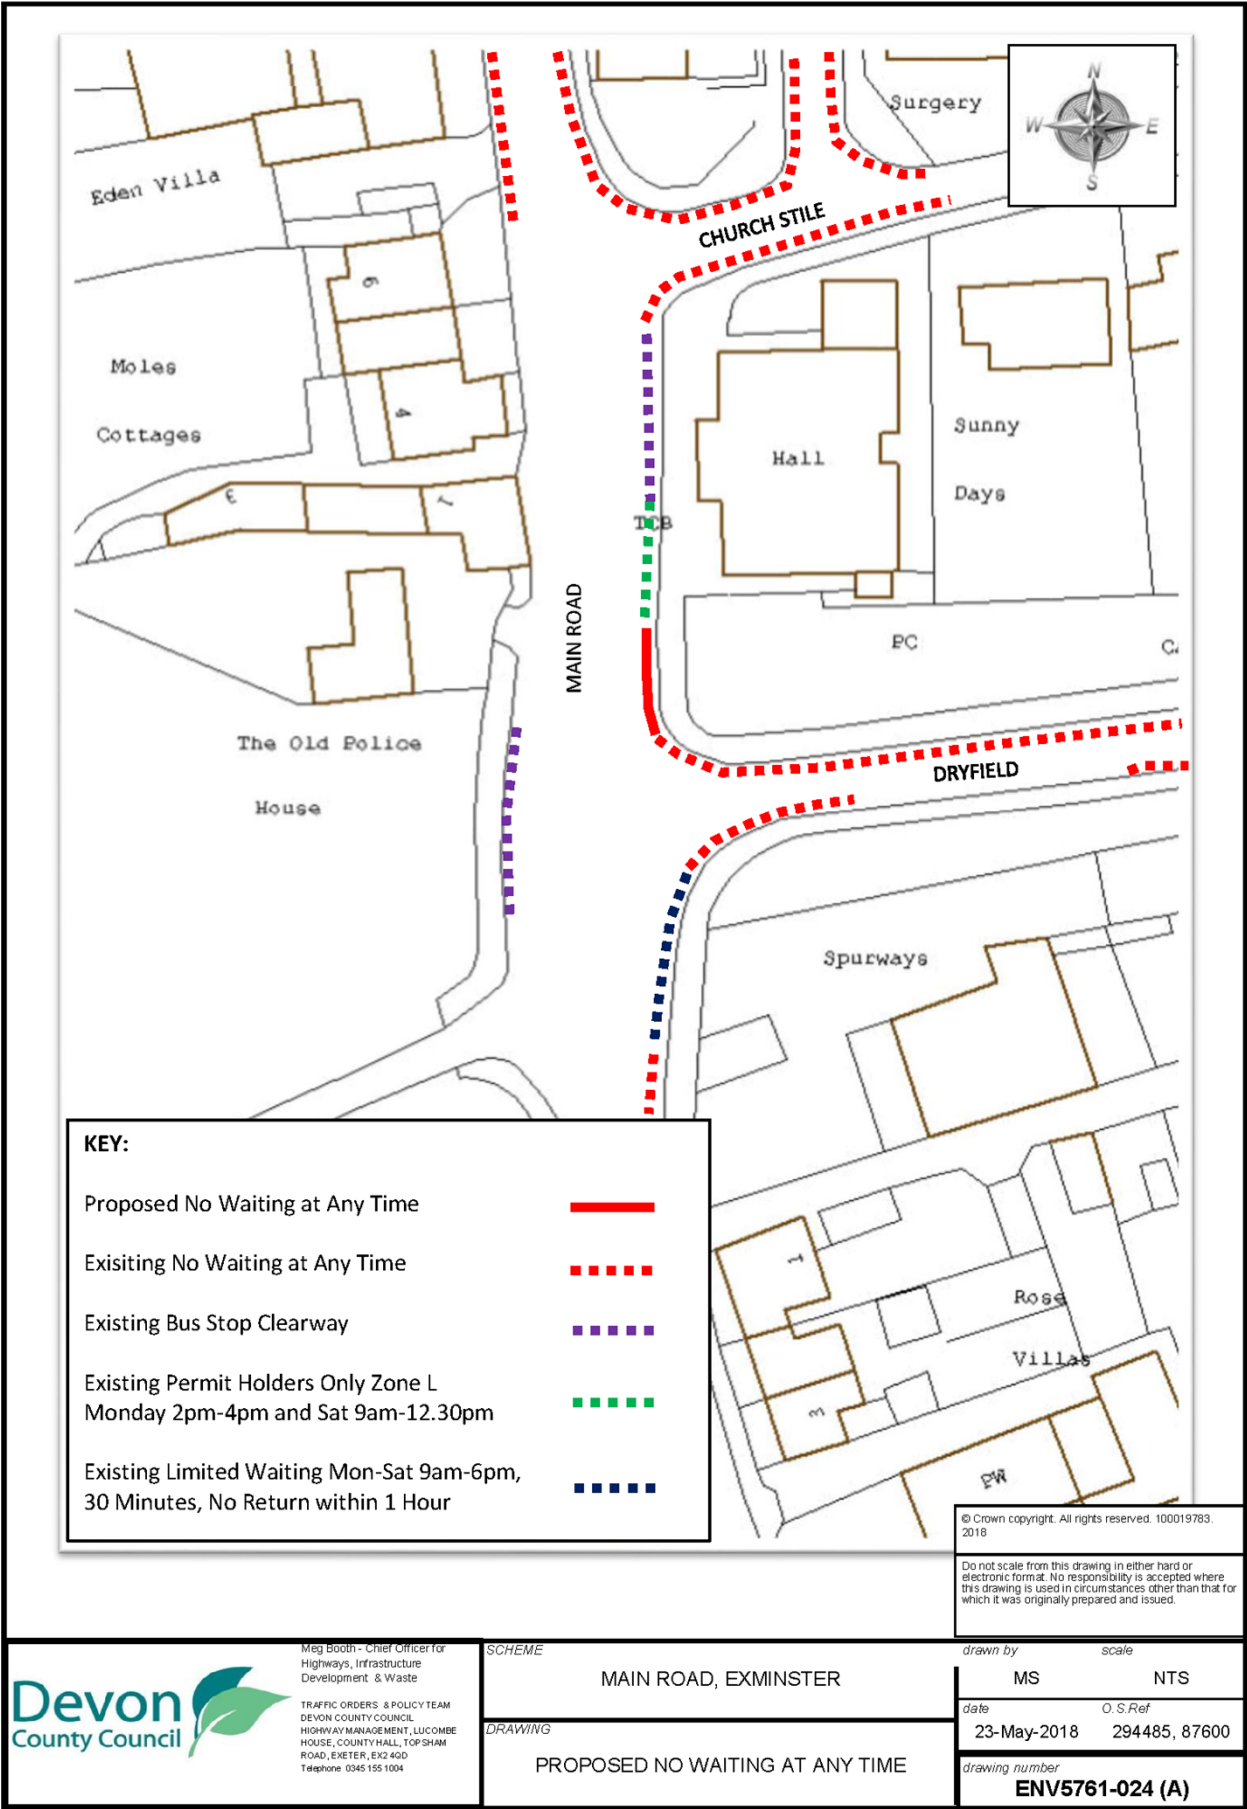 N
W E
S
Surgery
Eden Villa
CHURCH STILE
6
Moles
4
Cottages
Sunny
Hall
3 1
Days
TCB
MAIN ROAD
PC
The Old Police
DRYFIELD
House
Spurways
KEY:
Proposed No Waiting at Any Time
Exisiting No Waiting at Any Time
Existing Bus Stop Clearway
Existing Permit Holders Only Zone L
Monday 2pm-4pm and Sat 9am-12.30pm
Existing Limited Waiting Mon-Sat 9am-6pm,
30 Minutes, No Return within 1 Hour
1
Rose
Villas
3
PW
© Crown copyright. All rights reserved. 100019783.
2018
Do not scale from this drawing in either hard or
electronic format. No responsibility is accepted where
this drawing is used in circumstances other than that for
which it was originally prepared and issued.
Devon
County Council
Meg Booth - Chief Officer for
Highways, Infrastructure
Development & Waste
TRAFFIC ORDERS & POLICY TEAM
DEVON COUNTY COUNCIL
HIGHWAY MANAGEMENT, LUCOMBE
HOUSE, COUNTY HALL, TOPSHAM
ROAD, EXETER, EX2 4QD
Telephone 0345 155 1004
SCHEME
MAIN ROAD, EXMINSTER
DRAWING
PROPOSED NO WAITING AT ANY TIME
drawn by scale
MS NTS
date O.S.Ref
23-May-2018 294485, 87600
drawing number
ENV5761-024 (A)